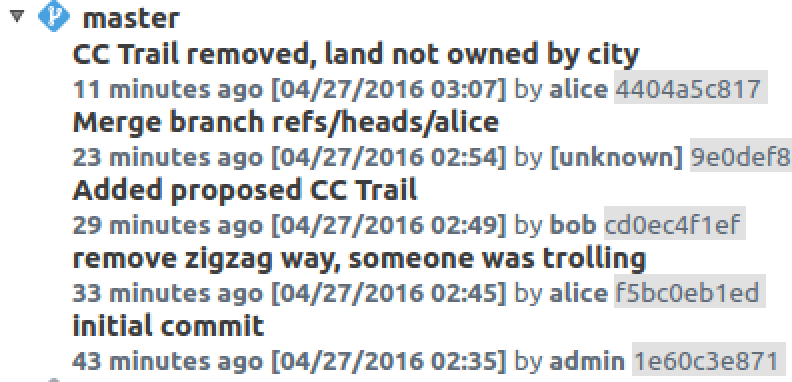 master
CC Trail removed, land not owned by city
11 minutes ago [04/27/2016 03:07] by alice 4404a5c817
Merge branch refs/heads/alice
23 minutes ago [04/27/2016 02:54] by [unknown] 9e0def8
Added proposed CC Trail
29 minutes ago [04/27/2016 02:49] by bob cd0ec4f1ef
remove zigzag way, someone was trolling
33 minutes ago [04/27/2016 02:45] by alice f5bc0eb1ed
initial commit
43 minutes ago [04/27/2016 02:35] by admin 1e60c3e871